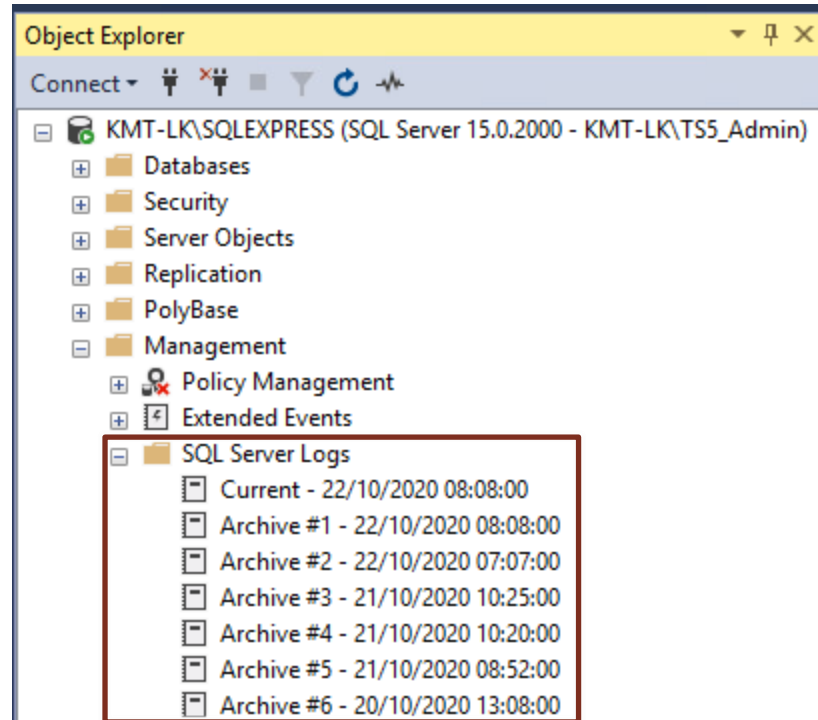 Object Explorer
Connect
KMT-LK\SQLEXPRESS (SQL Server 15.0.2000 - KMT-LK\TS5_Admin)
Databases
Security
Server Objects
Replication
PolyBase
Management
Policy Management
Extended Events
SQL Server Logs
Current - 22/10/2020 08:08:00
Archive #1 - 22/10/2020 08:08:00
Archive #2 - 22/10/2020 07:07:00
Archive #3 - 21/10/2020 10:25:00
Archive #4 - 21/10/2020 10:20:00
Archive #5 - 21/10/2020 08:52:00
Archive #6 - 20/10/2020 13:08:00